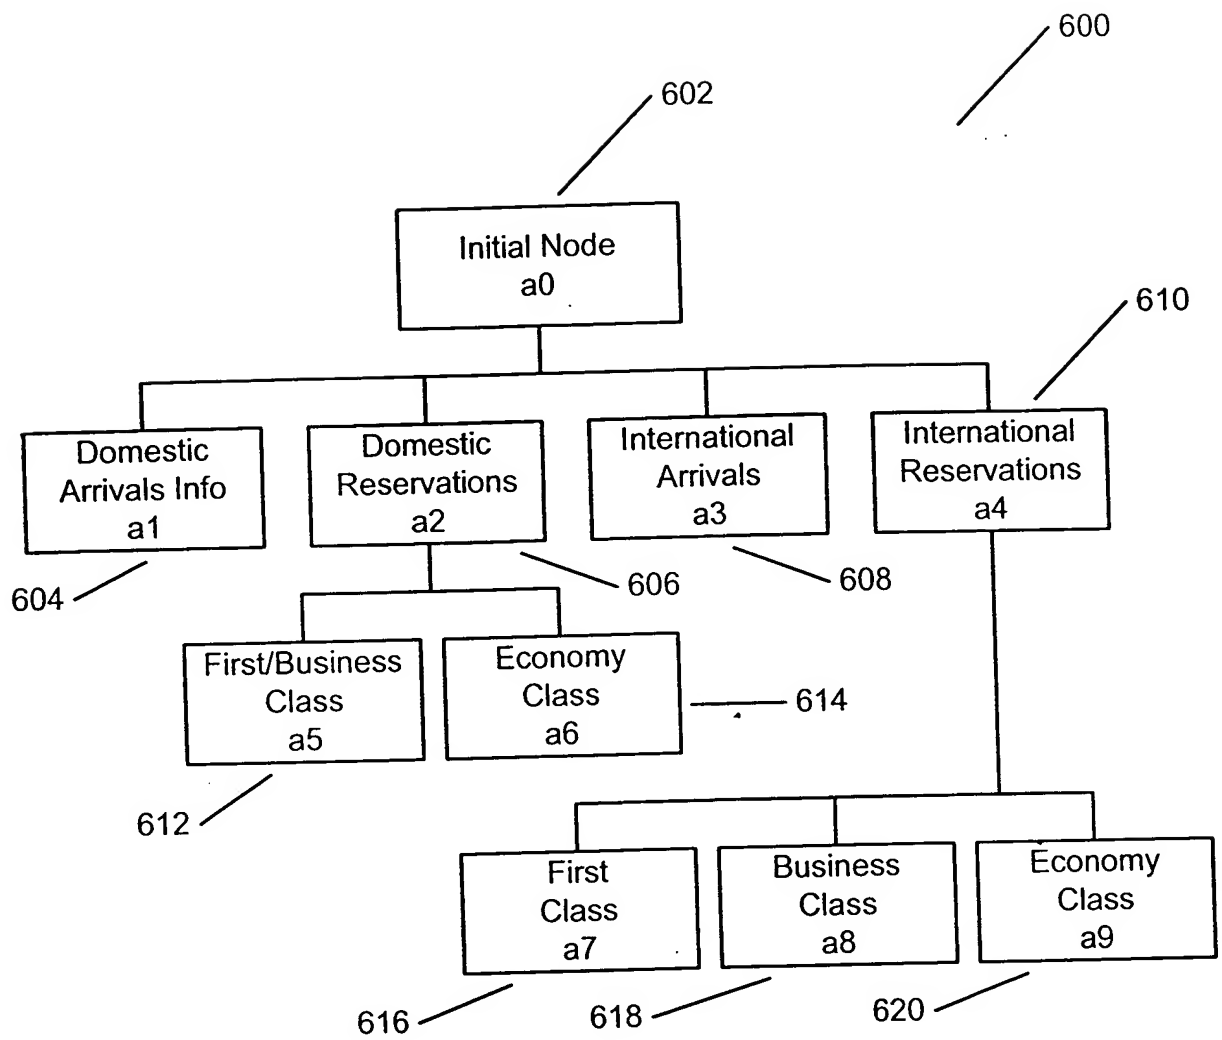 600
602
Initial Node
a0
610
Domestic
Arrivals Info
a1
Domestic
Reservations
a2
International
Arrivals
a3
International
Reservations
a4
604
606
608
First/Business
Class
a5
Economy
Class
a6
614
612
First
Class
a7
Business
Class
a8
Economy
Class
a9
616
618
620